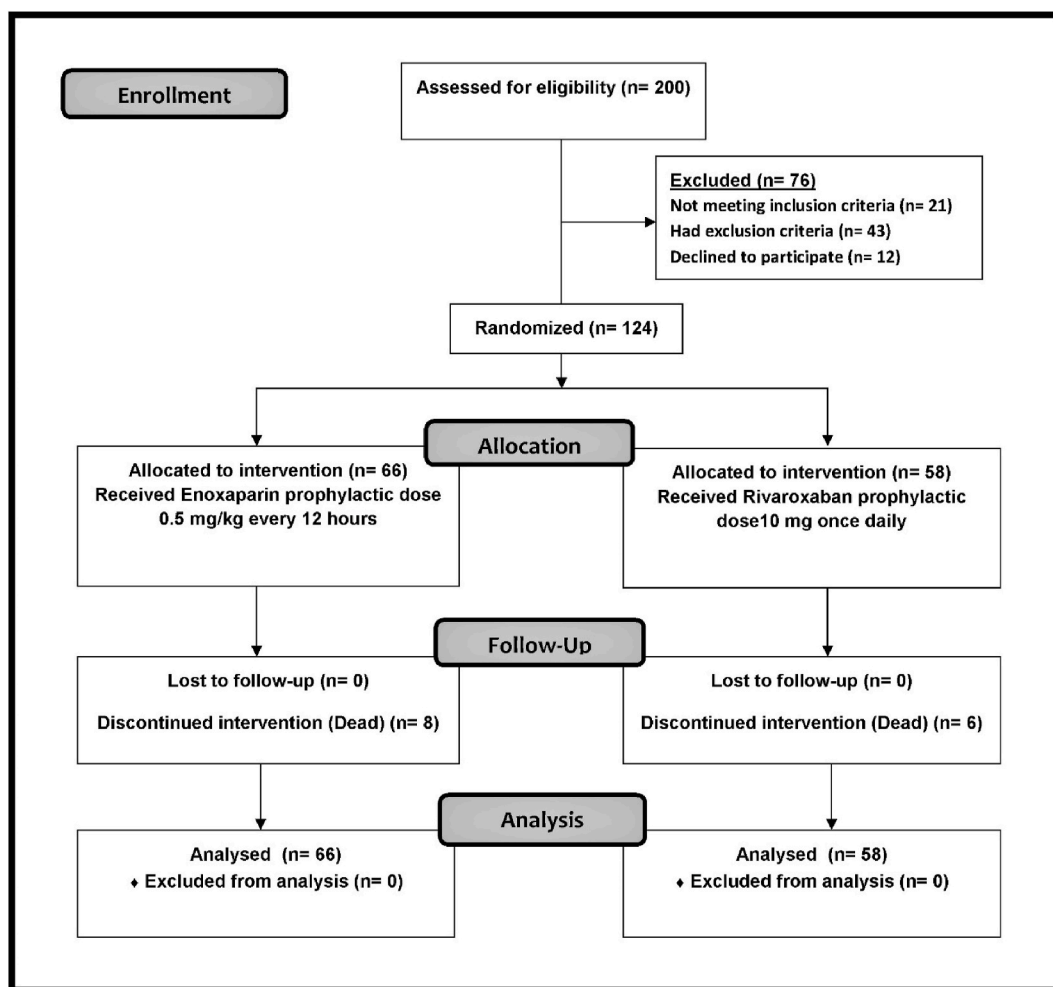 Enrollment
Assessed for eligibility (n= 200)
Excluded (n= 76)
Not meeting inclusion criteria (n= 21)
Had exclusion criteria (n= 43)
Declined to participate (n= 12)
Randomized (n= 124)
Allocation
Allocated to intervention (n= 66)
Received Enoxaparin prophylactic dose
0.5 mg/kg every 12 hours
Allocated to intervention (n= 58)
Received Rivaroxaban prophylactic
dose10 mg once daily
Follow-Up
Lost to follow-up (n= 0)
Discontinued intervention (Dead) (n= 8)
Lost to follow-up (n= 0)
Discontinued intervention (Dead) (n= 6)
Analysis
Analysed (n= 66)
♦ Excluded from analysis (n= 0)
Analysed (n= 58)
♦ Excluded from analysis (n= 0)